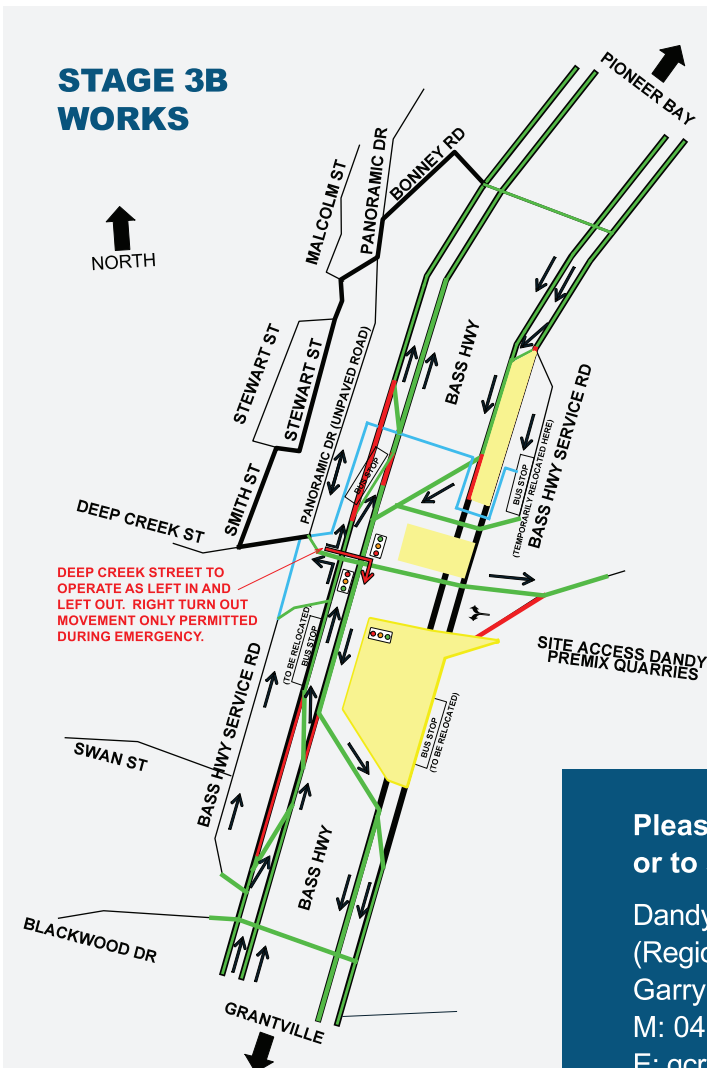 STAGE 3B
WORKS
PIONEER BAY
NORTH
MALCOLM ST
PANORAMIC DR
BONNEY RD
STEWART ST
STEWART ST
BASS HWY
PANORAMIC DR (UNPAVED ROAD)
BASS HWY SERVICE RD
BUS STOP
BUS STOP
(TEMPORARILY RELOCATED HERE)
SMITH ST
DEEP CREEK ST
DEEP CREEK STREET TO
OPERATE AS LEFT IN AND
LEFT OUT. RIGHT TURN OUT
MOVEMENT ONLY PERMITTED
DURING EMERGENCY.
(TO BE RELOCATED)
BUS STOP
SITE ACCESS DANDY
PREMIX QUARRIES
BASS HWY SERVICE RD
BUS STOP
(TO BE RELOCATED)
SWAN ST
BASS HWY
BLACKWOOD DR
GRANTVILLE
Pleas
or to
Dandy
(Regio
Garry
M: 04